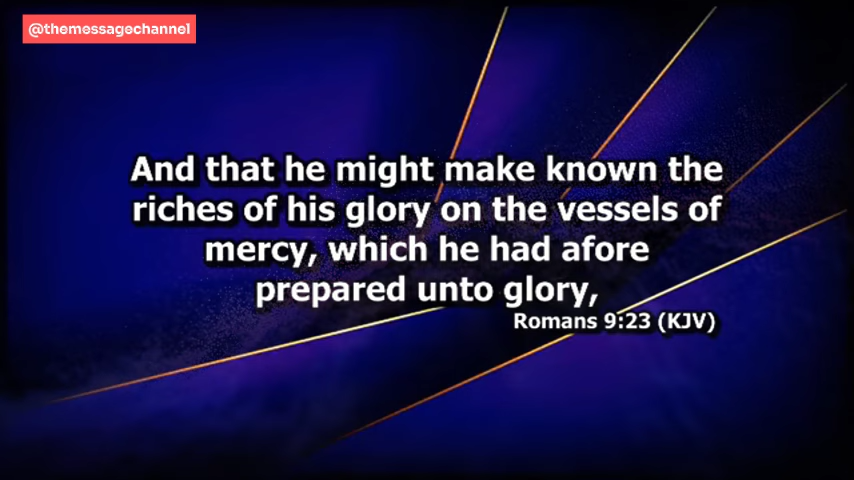 @themessagechannel
And that he might make known the
riches of his glory on the vessels of
mercy, which he had afore
prepared unto glory,
Romans 9:23 (KJV)